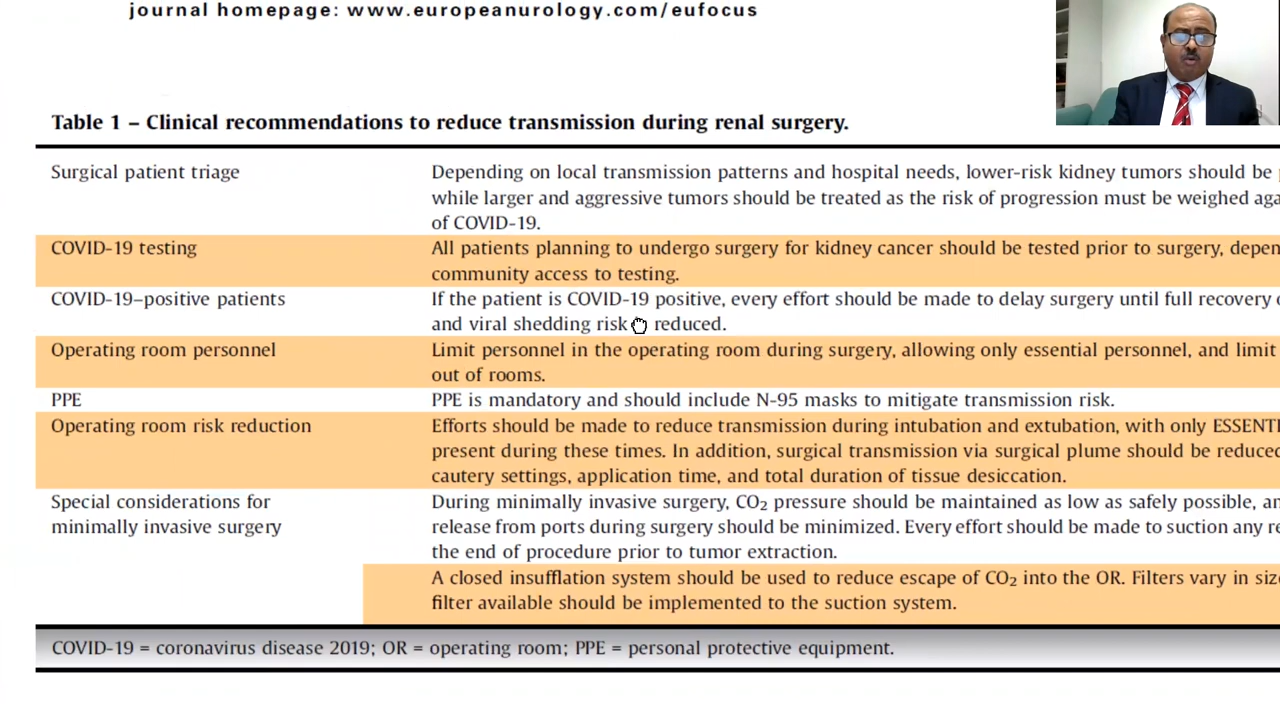 journal homepage: www.europeanurology.com/eufocus
Table 1 – Clinical recommendations to reduce transmission during renal surgery.
Surgical patient triage
Depending on local transmission patterns and hospital needs, lower-risk kidney tumors should be
while larger and aggressive tumors should be treated as the risk of progression must be weighed
of COVID-19.
COVID-19 testing
All patients planning to undergo surgery for kidney cancer should be tested prior to surgery,
community access to testing.
COVID-19–positive patients
If the patient is COVID-19 positive, every effort should be made to delay surgery until full recovery
and viral shedding risk reduced.
Operating room personnel
Limit personnel in the operating room during surgery, allowing only essential personnel, and limit
out of rooms.
PPE
PPE is mandatory and should include N-95 masks to mitigate transmission risk.
Operating room risk reduction
Efforts should be made to reduce transmission during intubation and extubation, with only
present during these times. In addition, surgical transmission via surgical plume should be reduced
cautery settings, application time, and total duration of tissue desiccation.
Special considerations for
minimally invasive surgery
During minimally invasive surgery, CO₂ pressure should be maintained as low as safely possible,
release from ports during surgery should be minimized. Every effort should be made to suction any
the end of procedure prior to tumor extraction.
A closed insufflation system should be used to reduce escape of CO₂ into the OR. Filters vary in
filter available should be implemented to the suction system.
COVID-19 = coronavirus disease 2019; OR = operating room; PPE = personal protective equipment.